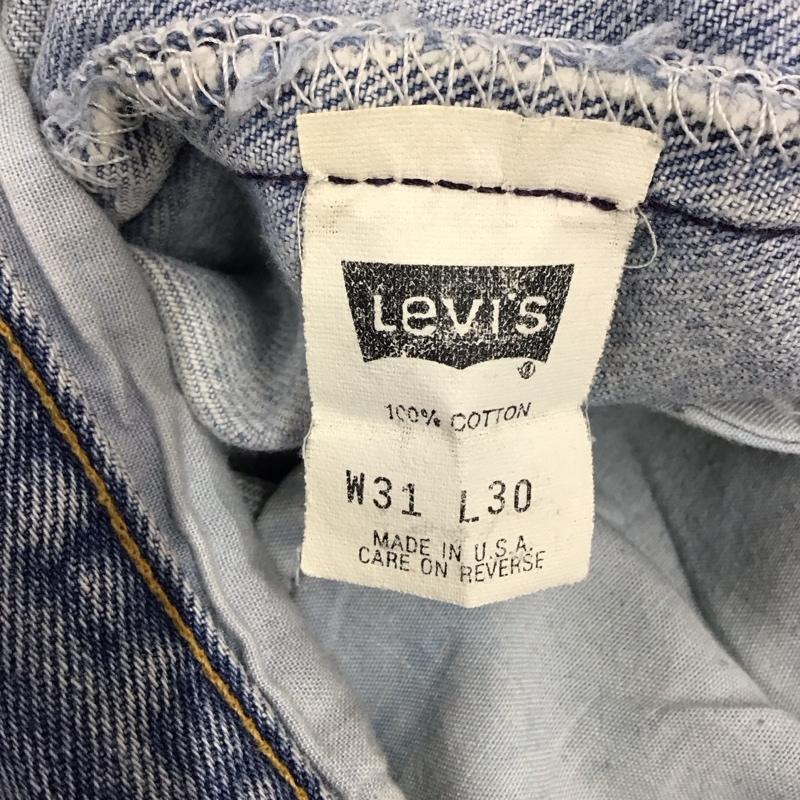 Levi's
100% COTTON
W31 L30
MADE IN U.S.A.
CARE ON REVERSE